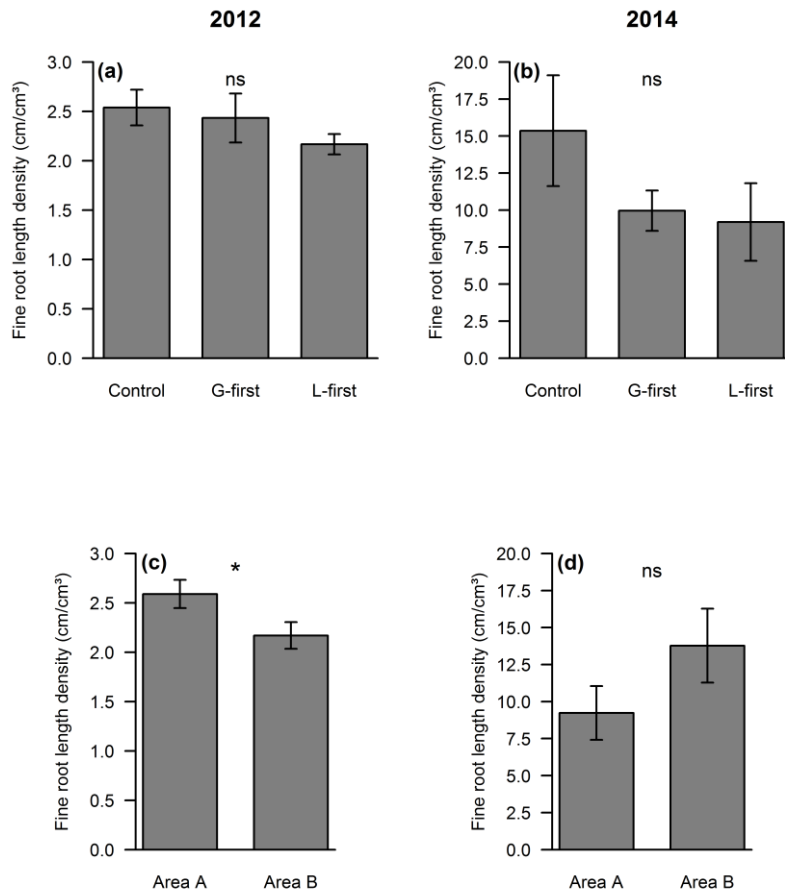 2012
2014
(a)
ns
Fine root length density (cm/cm³)
3.0
2.5
2.0
1.5
1.0
0.5
0.0
Control G-first L-first
(b)
ns
Fine root length density (cm/cm³)
20.0
17.5
15.0
12.5
10.0
7.5
5.0
2.5
0.0
Control G-first L-first
(c)
*
Fine root length density (cm/cm³)
3.0
2.5
2.0
1.5
1.0
0.5
0.0
Area A Area B
(d)
ns
Fine root length density (cm/cm³)
20.0
17.5
15.0
12.5
10.0
7.5
5.0
2.5
0.0
Area A Area B